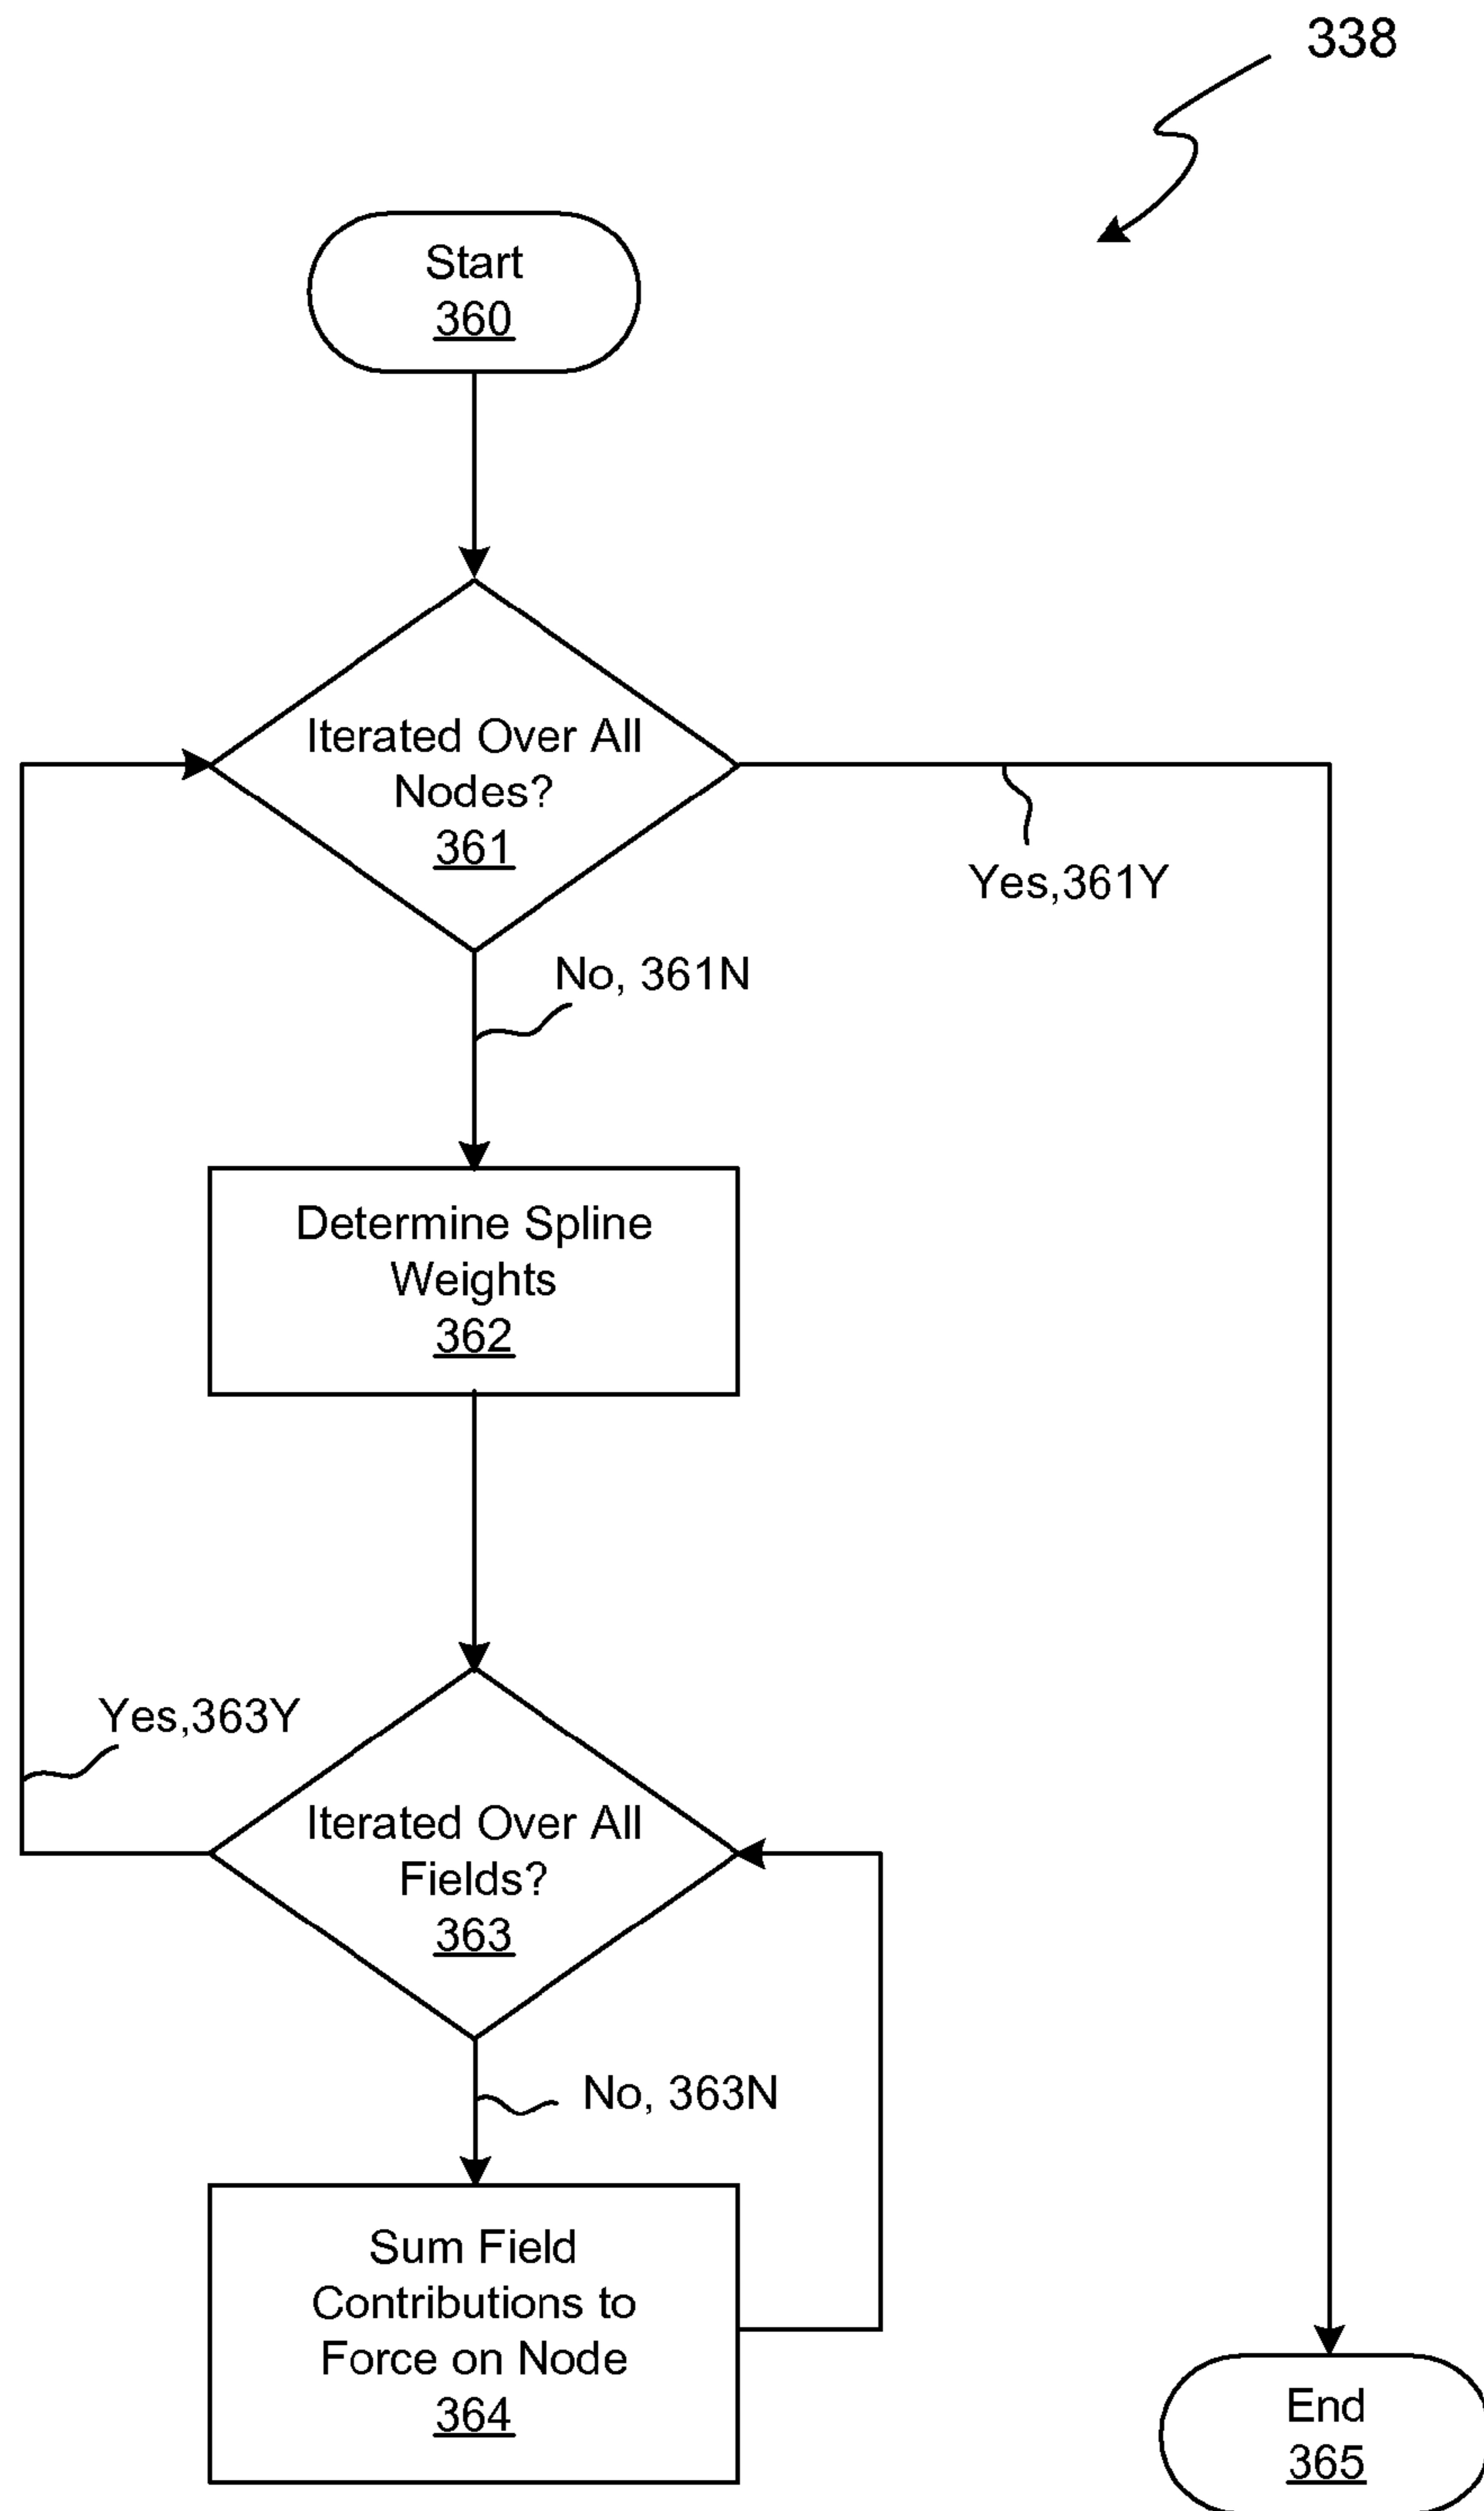 338
Start
360
Iterated Over All
Nodes?
361
Yes,361Y
No, 361N
Determine Spline
Weights
362
Yes,363Y
Iterated Over All
Fields?
363
No, 363N
Sum Field
Contributions to
Force on Node
364
End
365